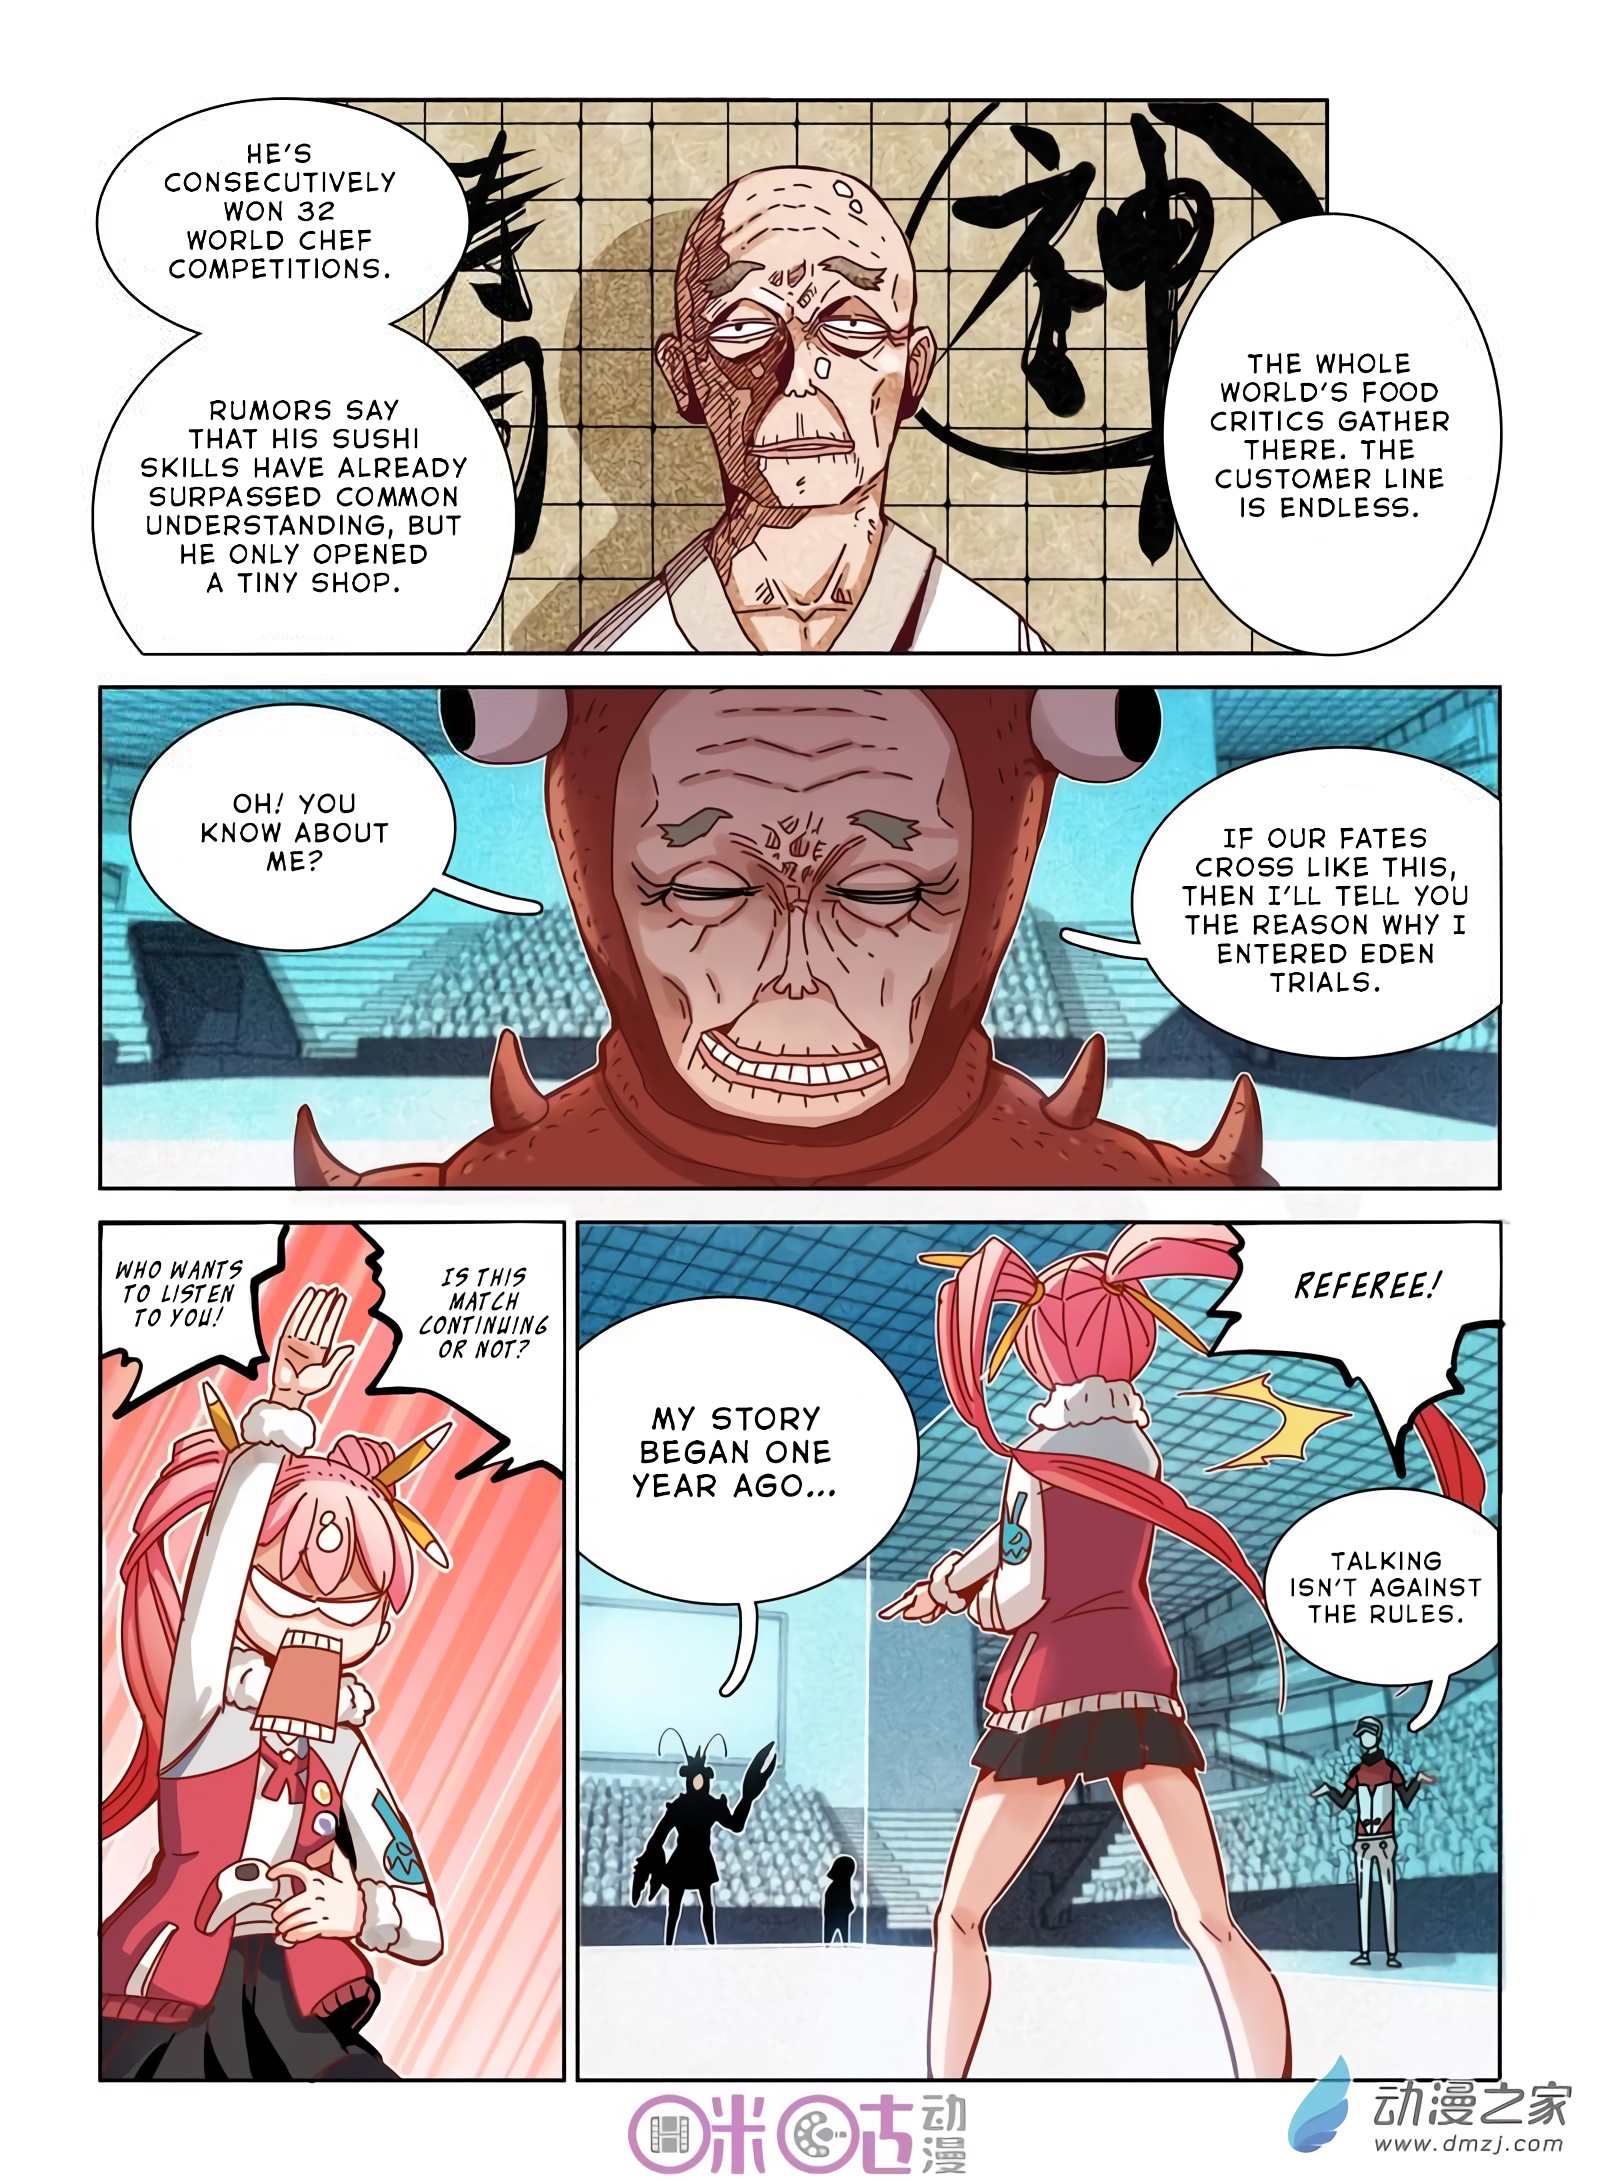 HE'S
CONSECUTIVELY
WON 32
WORLD CHEF
COMPETITIONS.
RUMORS SAY
THAT HIS SUSHI
SKILLS HAVE ALREADY
SURPASSED COMMON
UNDERSTANDING, BUT
HE ONLY OPENED
A TINY SHOP.
寿
司
神
THE WHOLE
WORLD'S FOOD
CRITICS GATHER
THERE. THE
CUSTOMER LINE
IS ENDLESS.
OH! YOU
KNOW ABOUT
ME?
IF OUR FATES
CROSS LIKE THIS,
THEN I'LL TELL YOU
THE REASON WHY I
ENTERED EDEN
TRIALS.
WHO WANTS
TO LISTEN
TO YOU!
IS THIS
MATCH
CONTINUING
OR NOT?
MY STORY
BEGAN ONE
YEAR AGO...
REFEREE!
TALKING
ISN'T AGAINST
THE RULES.
咪咕
动漫
动漫之家
www.dmzj.com